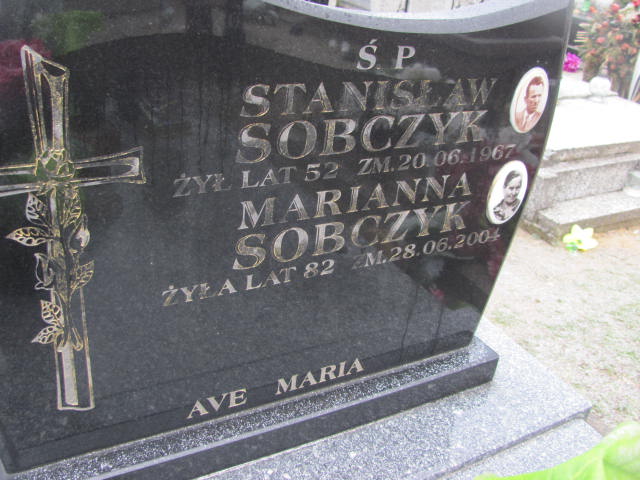 Ś P
STANISŁAW
SOBCZYK
ŻYŁ LAT 52 ZM.20.06.1967
MARIANNA
SOBCZYK
ŻYŁA LAT 82 ZM.28.06.2004
AVE MARIA